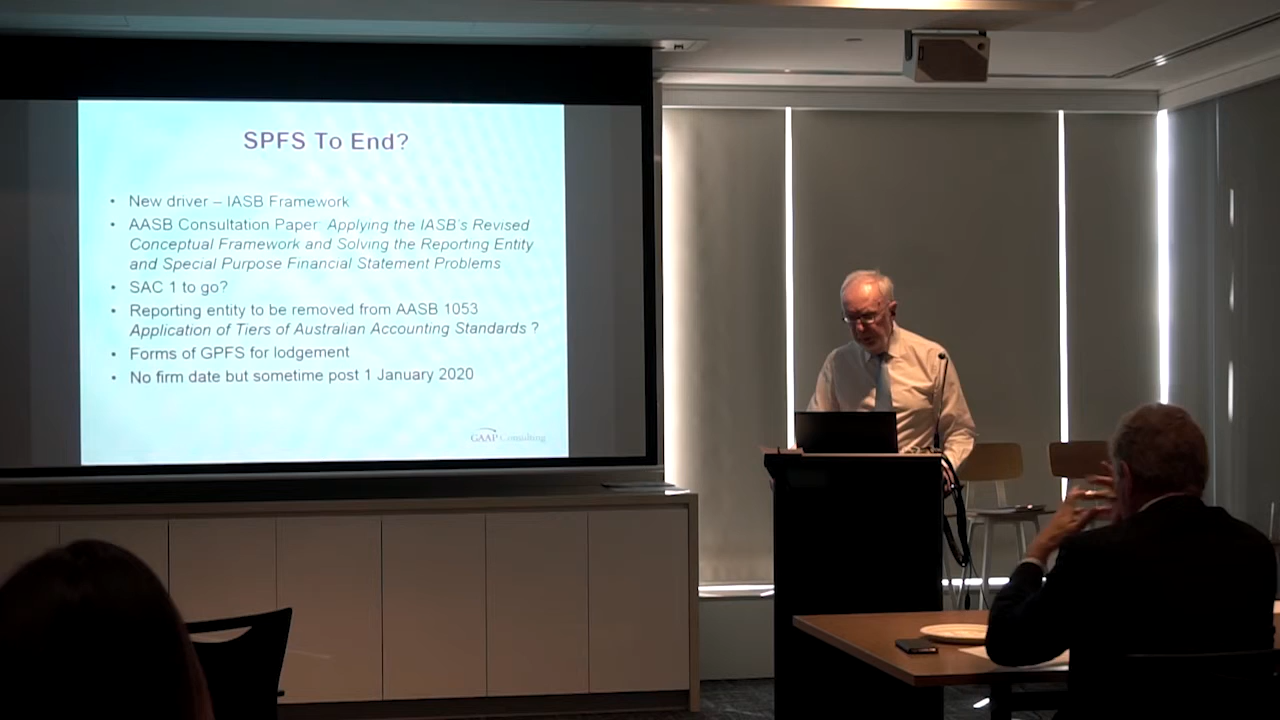 SPFS To End?
• New driver – IASB Framework
• AASB Consultation Paper: Applying the IASB's Revised
Conceptual Framework and Solving the Reporting Entity
and Special Purpose Financial Statement Problems
• SAC 1 to go?
• Reporting entity to be removed from AASB 1053
Application of Tiers of Australian Accounting Standards ?
• Forms of GPFS for lodgement
• No firm date but sometime post 1 January 2020
GAAP Consulting